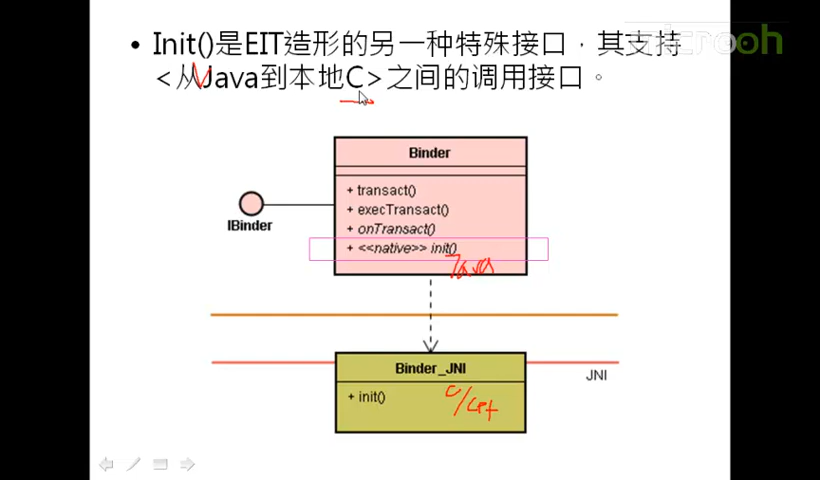 • Init()是EIT造形的另一种特殊接口，其支持
<从Java到本地C>之间的调用接口。
Binder
+ transact()
+ execTransact()
IBinder
+ onTransact()
+ <<native>> init()
Java
Binder_JNI
JNI
+ init()